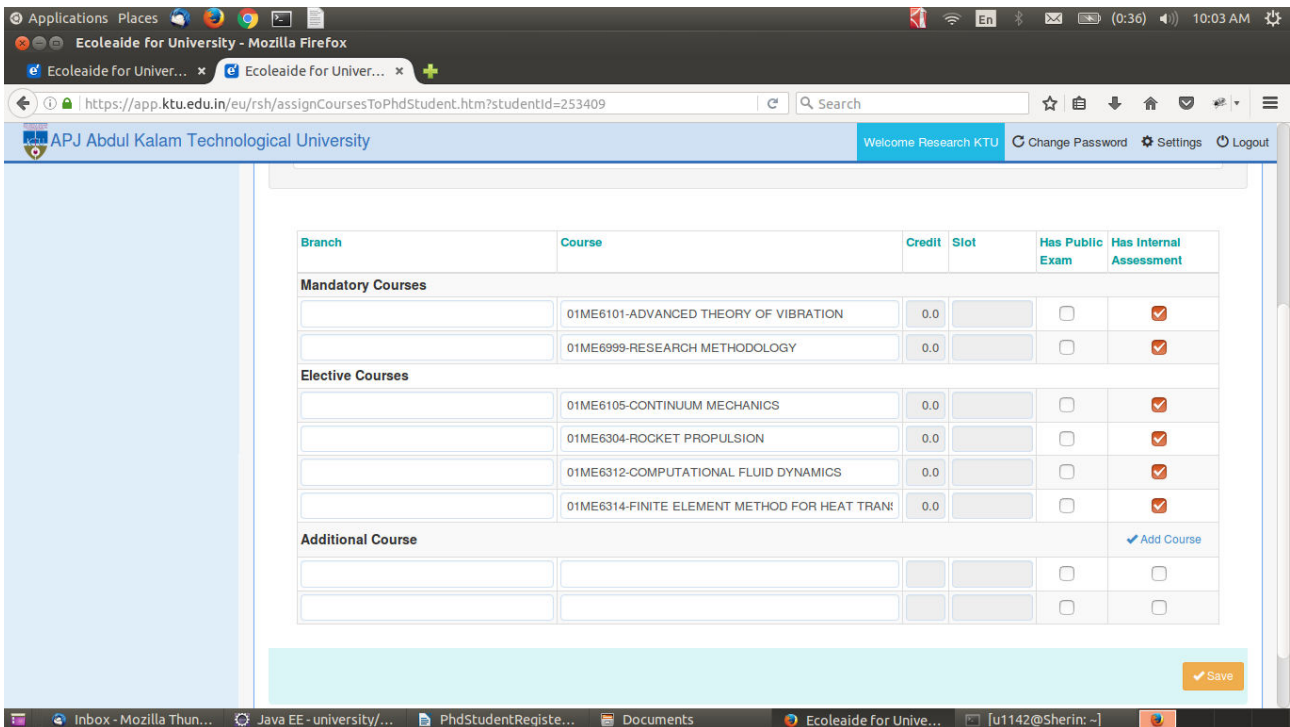 Applications Places En (0:36) 10:03 AM
Ecoleaide for University - Mozilla Firefox
Ecoleaide for Univer... × Ecoleaide for Univer... ×
https://app.ktu.edu.in/eu/rsh/assignCoursesToPhdStudent.htm?studentId=253409 Search
APJ Abdul Kalam Technological University Welcome Research KTU Change Password Settings Logout
Branch Course Credit Slot Has Public Has Internal
Exam Assessment
Mandatory Courses
01ME6101-ADVANCED THEORY OF VIBRATION 0.0
01ME6999-RESEARCH METHODOLOGY 0.0
Elective Courses
01ME6105-CONTINUUM MECHANICS 0.0
01ME6304-ROCKET PROPULSION 0.0
01ME6312-COMPUTATIONAL FLUID DYNAMICS 0.0
01ME6314-FINITE ELEMENT METHOD FOR HEAT TRANS 0.0
Additional Course Add Course
Save
Inbox - Mozilla Thun... Java EE - university/... PhdStudentRegiste... Documents Ecoleaide for Unive... [u1142@Sherin: ~]